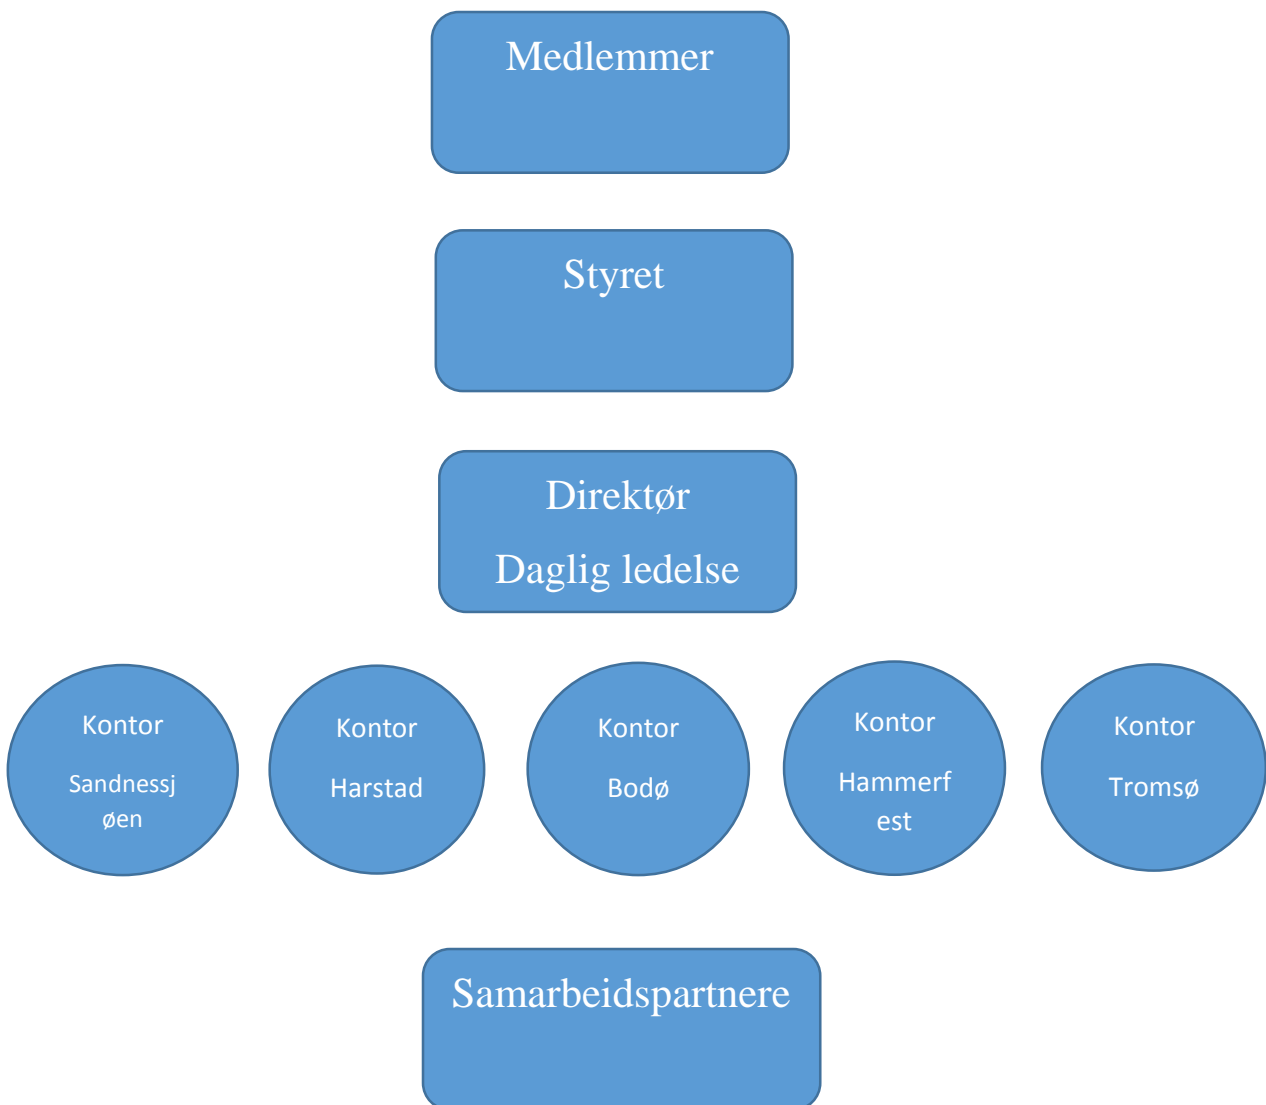 Medlemmer
Styret
Direktør
Daglig ledelse
Kontor
Sandnessj
øen
Kontor
Harstad
Kontor
Bodø
Kontor
Hammerf
est
Kontor
Tromsø
Samarbeidspartnere